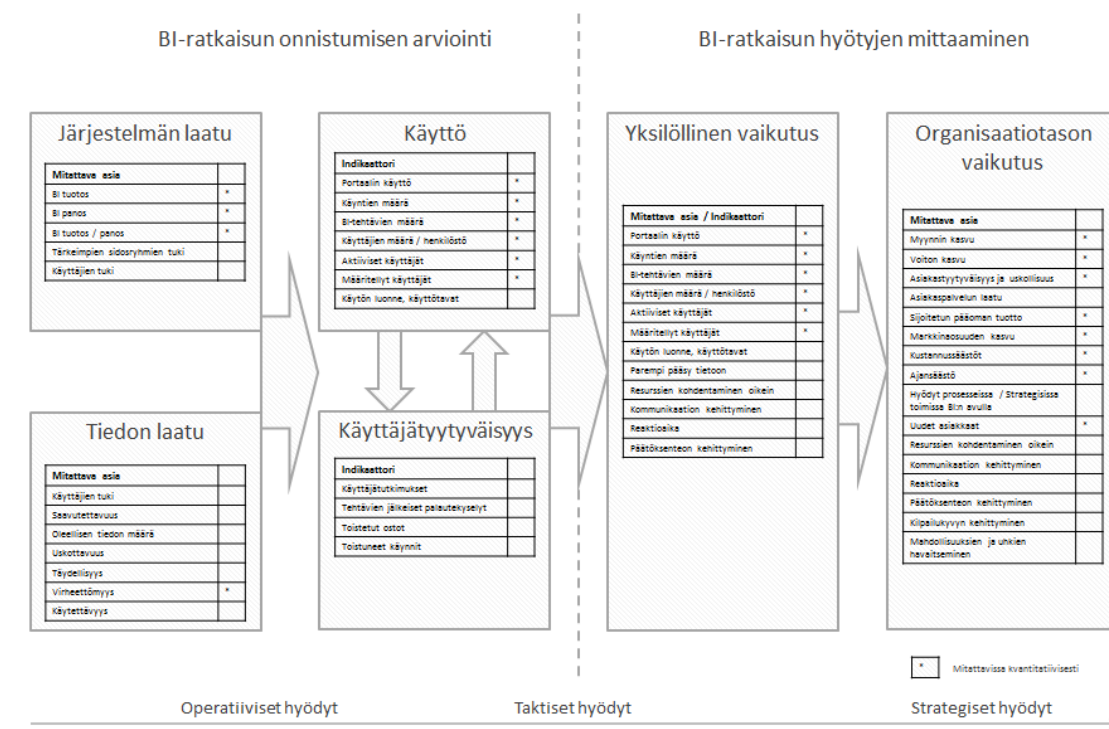 BI-ratkaisun onnistumisen arviointi
BI-ratkaisun hyötyjen mittaaminen
Järjestelmän laatu
Mitattava asia
BI tuotos *
BI panos *
BI tuotos / panos *
Tärkeimpien sidosryhmien tuki
Käyttäjien tuki
Tiedon laatu
Mitattava asia
Käyttäjien tuki
Saavutettavuus
Oleellisen tiedon määrä
Uskottavuus
Täydellisyys
Virheettömyys *
Käytettävyys
Käyttö
Indikaattori
Portaalin käyttö *
Käyntien määrä *
BI-tehtävien määrä *
Käyttäjien määrä / henkilöstö *
Aktiiviset käyttäjät *
Määritellyt käyttäjät *
Käytön luonne, käyttötavat
Käyttäjätyytyväisyys
Indikaattori
Käyttäjätutkimukset
Tehtävien jälkeiset palautekyselyt
Toistetut ostot
Toistuneet käynnit
Yksilöllinen vaikutus
Mitattava asia / Indikaattori
Portaalin käyttö *
Käyntien määrä *
BI-tehtävien määrä *
Käyttäjien määrä / henkilöstö *
Aktiiviset käyttäjät *
Määritellyt käyttäjät *
Käytön luonne, käyttötavat
Parempi pääsy tietoon
Resurssien kohdentaminen oikein
Kommunikaation kehittyminen
Reaktioaika
Päätöksenteon kehittyminen
Organisaatiotason
vaikutus
Mitattava asia
Myynnin kasvu *
Voiton kasvu *
Asiakastyytyväisyys ja uskollisuus *
Asiakaspalvelun laatu
Sijoitetun pääoman tuotto *
Markkinaosuuden kasvu *
Kustannussäästöt *
Ajansäästö *
Hyödyt prosesseissa / Strategisissa
toimissa BI:n avulla
Uudet asiakkaat *
Resurssien kohdentaminen oikein
Kommunikaation kehittyminen
Reaktioaika
Päätöksenteon kehittyminen
Kilpailukyvyn kehittyminen
Mahdollisuuksien ja uhkien
havaitseminen
* Mitattavissa kvantitatiivisesti
Operatiiviset hyödyt
Taktiset hyödyt
Strategiset hyödyt